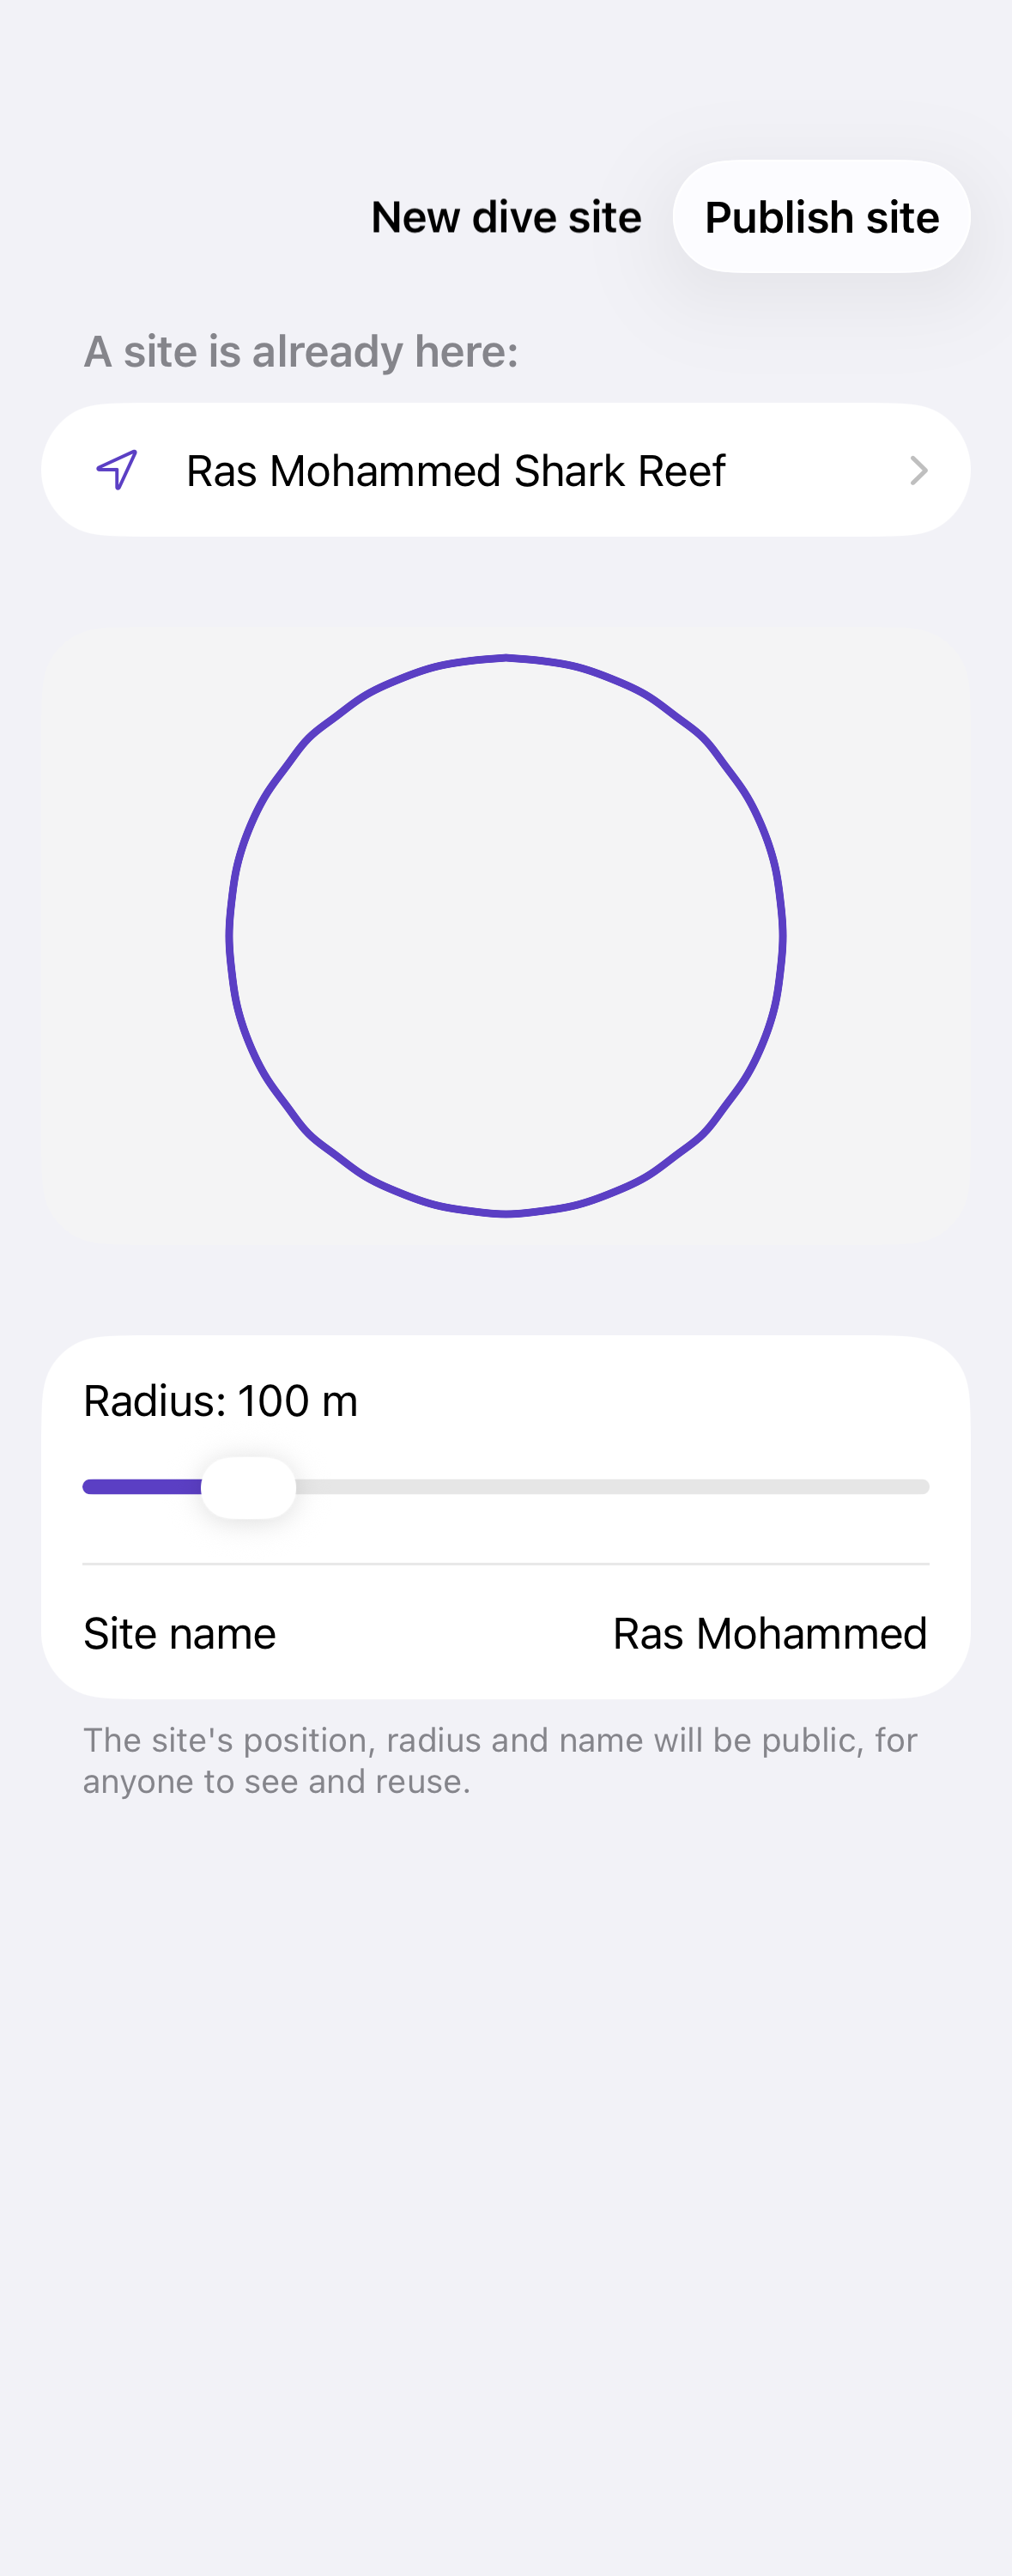 New dive site
Publish site
A site is already here:
Ras Mohammed Shark Reef
Radius: 100 m
Site name
Ras Mohammed
The site's position, radius and name will be public, for
anyone to see and reuse.